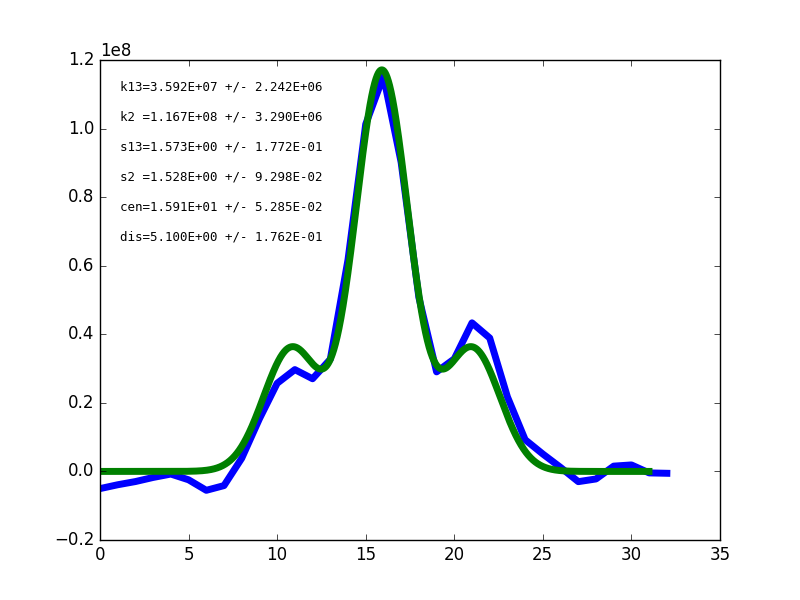 1e8
1.2
1.0
0.8
0.6
0.4
0.2
0.0
−0.2
k13=3.592E+07 +/- 2.242E+06
k2 =1.167E+08 +/- 3.290E+06
s13=1.573E+00 +/- 1.772E-01
s2 =1.528E+00 +/- 9.298E-02
cen=1.591E+01 +/- 5.285E-02
dis=5.100E+00 +/- 1.762E-01
0 5 10 15 20 25 30 35